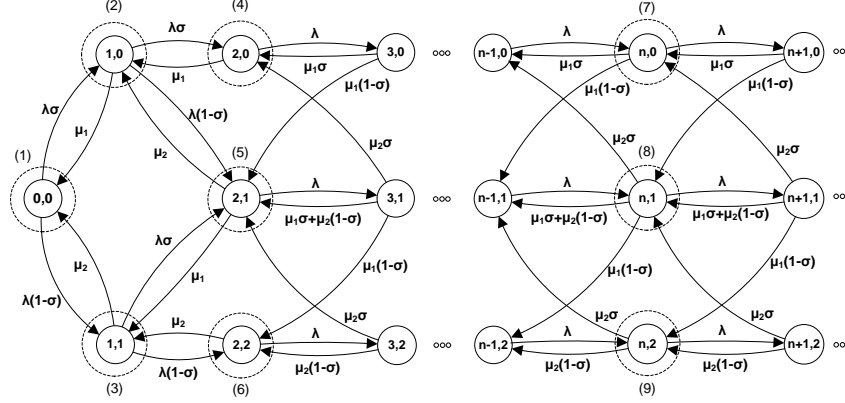 (2) (4) (7)
λσ λ λ λ
1,0 2,0 3,0 ∞∞ n-1,0 n,0 n+1,0 ∞
μ₁ μ₁σ μ₁σ μ₁σ
μ₁(1-σ) μ₁(1-σ) μ₁(1-σ)
λσ λ(1-σ)
μ₁ μ₂ μ₂σ μ₂σ μ₂σ
(1) (5) (8)
λ λ λ
0,0 2,1 3,1 ∞∞ n-1,1 n,1 n+1,1 ∞
μ₁σ+μ₂(1-σ) μ₁σ+μ₂(1-σ) μ₁σ+μ₂(1-σ)
λσ
μ₂ μ₁ μ₁(1-σ) μ₁(1-σ) μ₁(1-σ)
λ(1-σ)
μ₂σ μ₂σ μ₂σ
μ₂ λ λ λ
1,1 2,2 3,2 ∞∞ n-1,2 n,2 n+1,2 ∞
λ(1-σ) μ₂(1-σ) μ₂(1-σ) μ₂(1-σ)
(3) (6) (9)